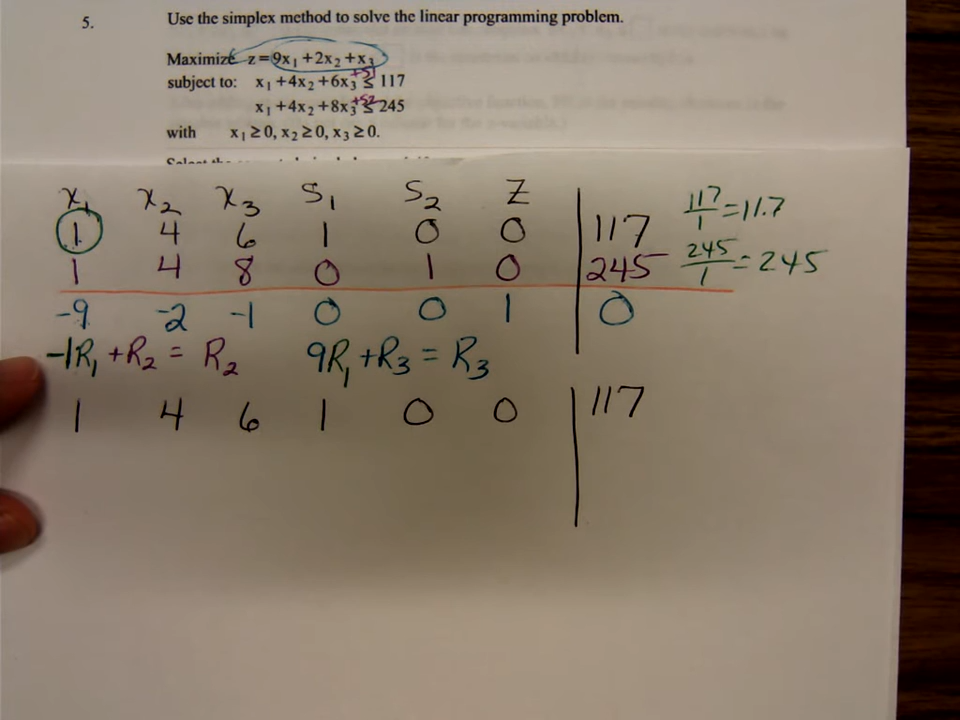 5. Use the simplex method to solve the linear programming problem.
Maximize z = 9x₁ + 2x₂ + x₃
subject to: x₁ + 4x₂ + 6x₃ +S1 ≤ 117
x₁ + 4x₂ + 8x₃ +S2 ≤ 245
with x₁ ≥ 0, x₂ ≥ 0, x₃ ≥ 0.
x₁ x₂ x₃ S₁ S₂ Z
1 4 6 1 0 0 | 117 117/1 = 11.7
1 4 8 0 1 0 | 245 245/1 = 245
-9 -2 -1 0 0 1 | 0
-1R₁ + R₂ = R₂ 9R₁ + R₃ = R₃
1 4 6 1 0 0 | 117